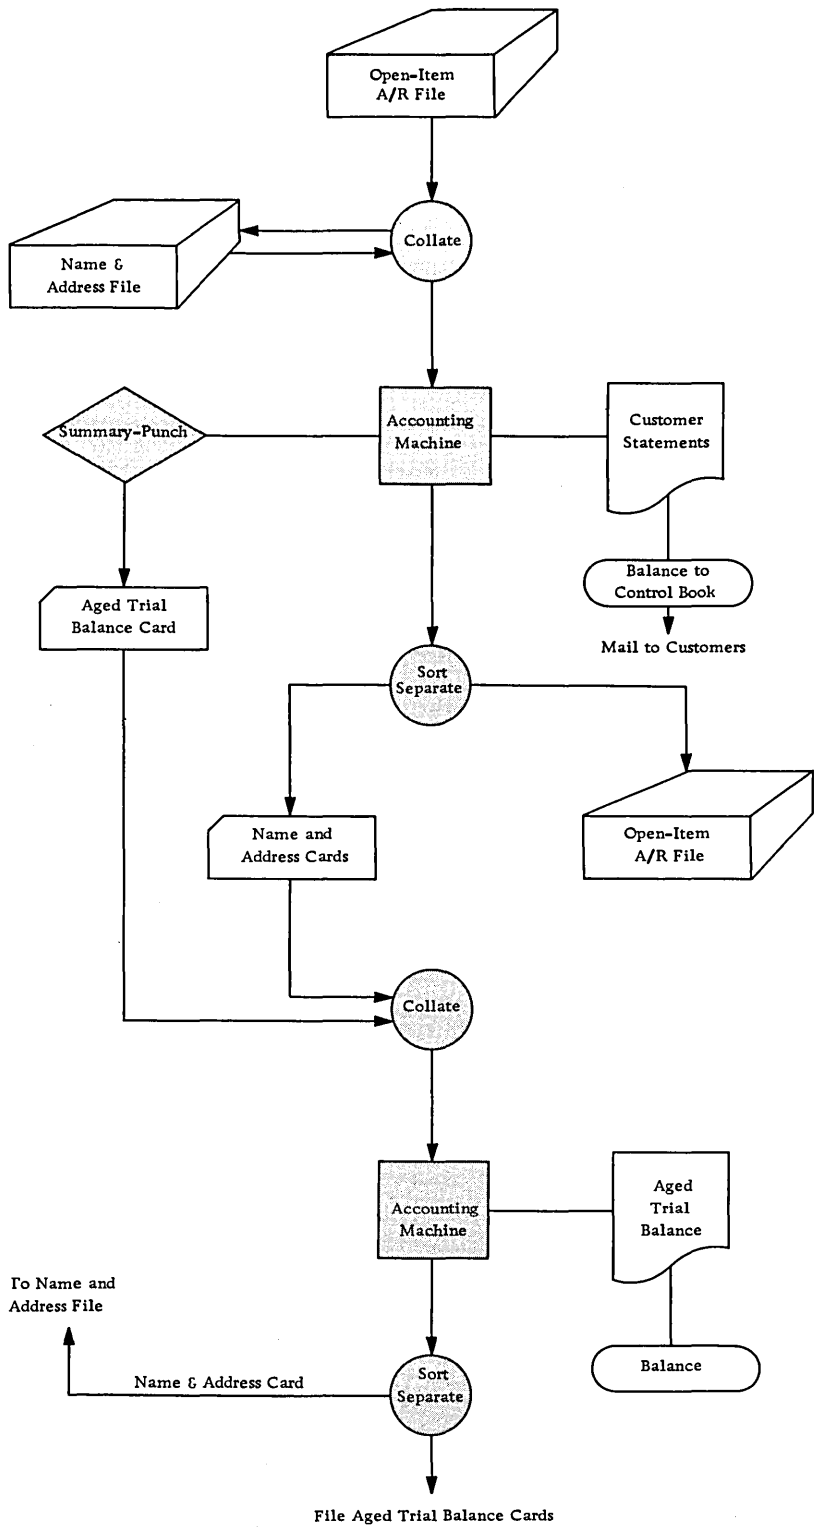 Open-Item
A/R File
Collate
Name &
Address File
Summary-Punch
Accounting
Machine
Customer
Statements
Balance to
Control Book
Mail to Customers
Aged Trial
Balance Card
Sort
Separate
Name and
Address Cards
Open-Item
A/R File
Collate
Accounting
Machine
Aged
Trial
Balance
Balance
To Name and
Address File
Name & Address Card
Sort
Separate
File Aged Trial Balance Cards